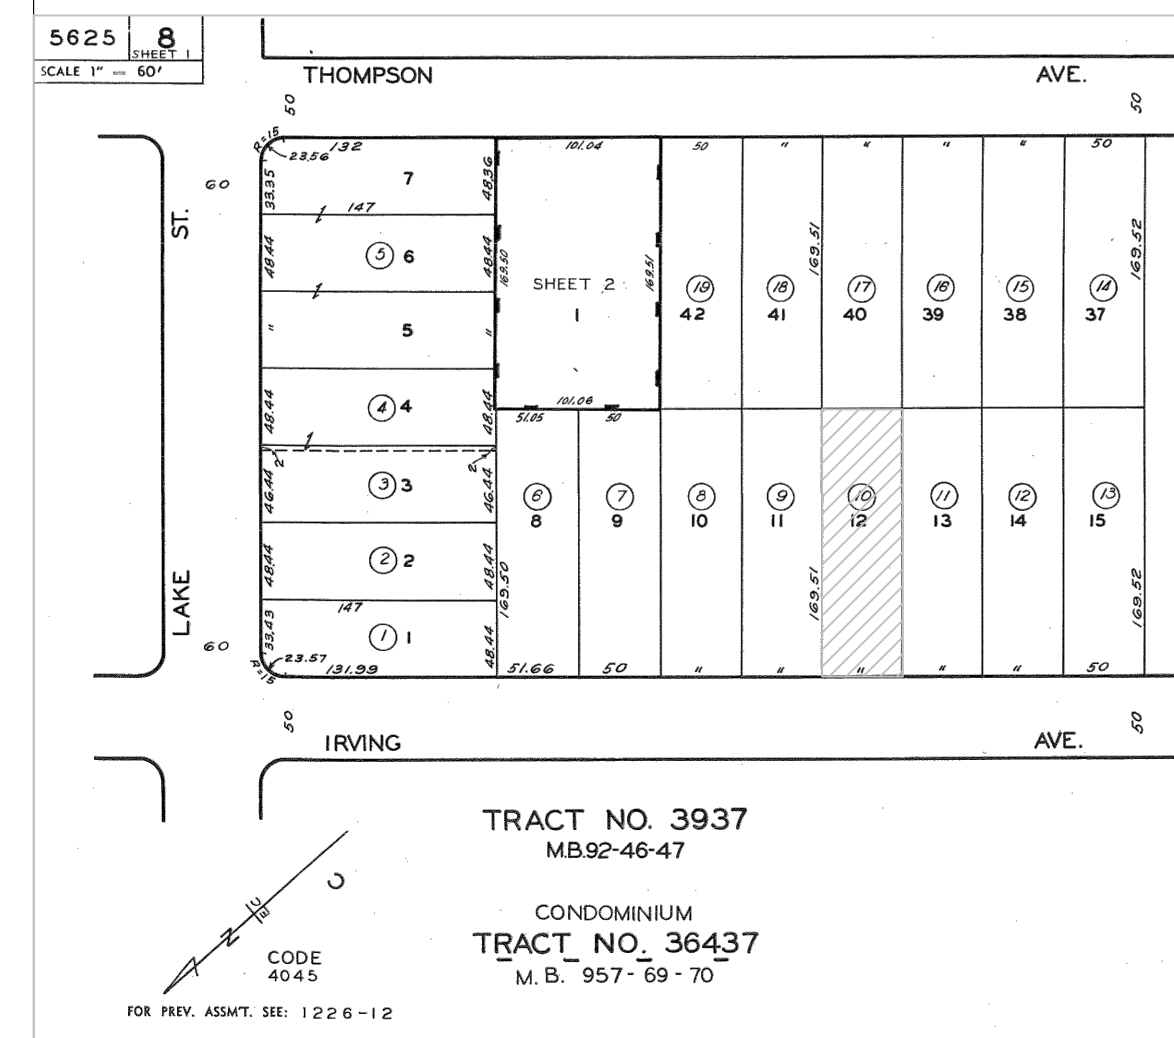 5625 8
SHEET 1
SCALE 1" = 60'
THOMPSON AVE.
50 50
R=15
23.56 132 101.04 50 " " " " 50
60
33.35 7 48.36
147
ST.
48.44 5 6 48.44 169.50 169.51 169.51 169.52
SHEET 2
1
19 18 17 16 15 14
42 41 40 39 38 37
" 5 "
48.44 4 4 48.44
101.06
51.05 50
2 2
46.44 3 3 46.44
6 7 8 9 10 11 12 13
8 9 10 11 12 13 14 15
48.44 2 2 48.44 169.50 169.51 169.52
LAKE
147
33.43 1 1 48.44
60
23.57
R=15 131.99 51.66 50 " " " " " 50
50 50
IRVING AVE.
TRACT NO. 3937
M.B.92-46-47
CONDOMINIUM
TRACT NO. 36437
M. B. 957-69-70
N
CODE
4045
FOR PREV. ASSM'T. SEE: 1226-12